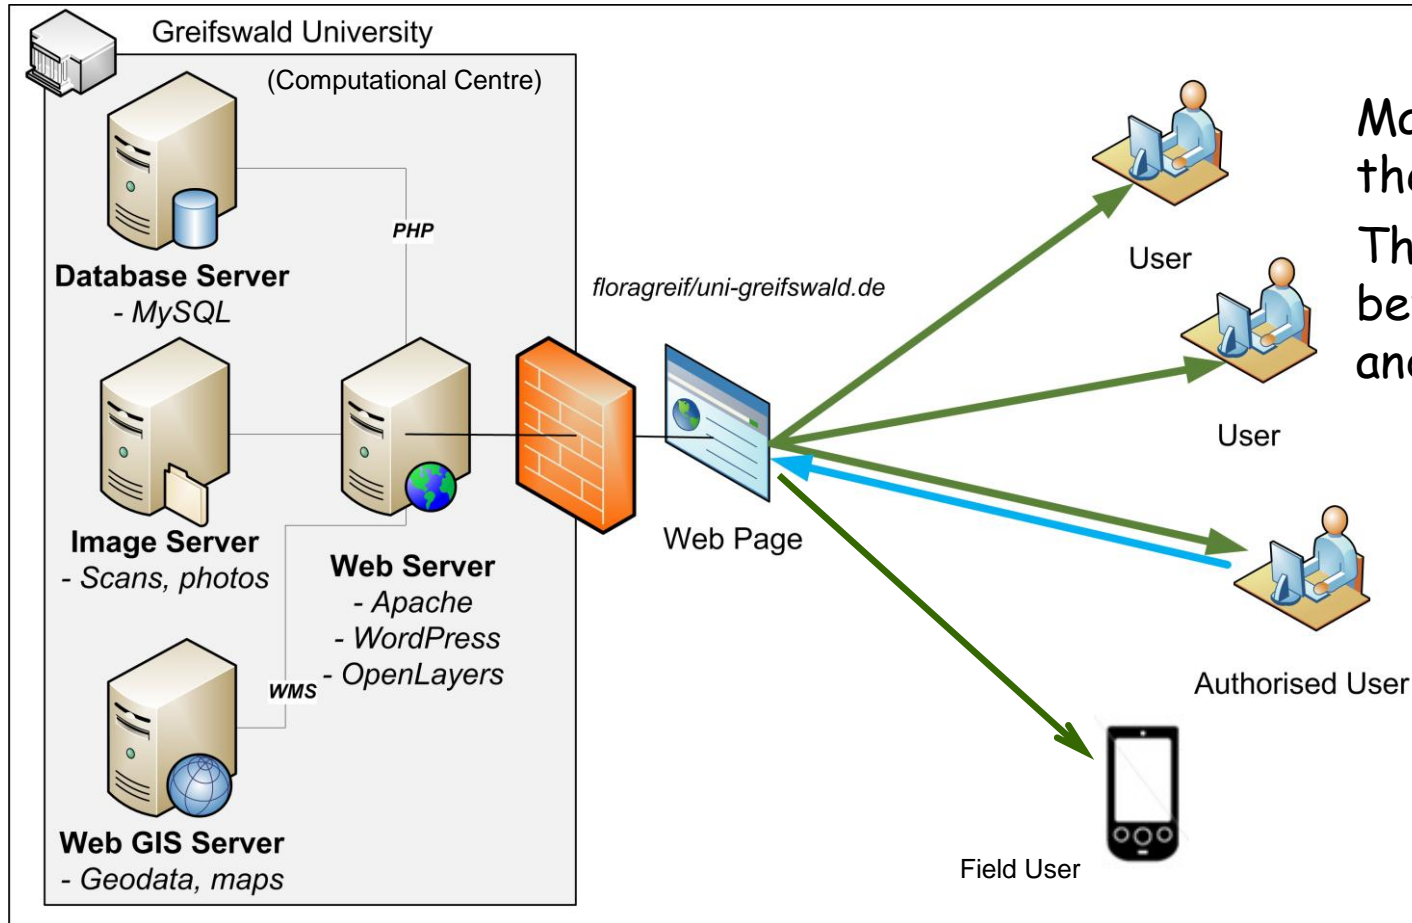 Greifswald University
(Computational Centre)
Database Server
- MySQL
PHP
Image Server
- Scans, photos
Web Server
- Apache
- WordPress
- OpenLayers
WMS
Web GIS Server
- Geodata, maps
floragreif/uni-greifswald.de
Web Page
User
User
Authorised User
Field User